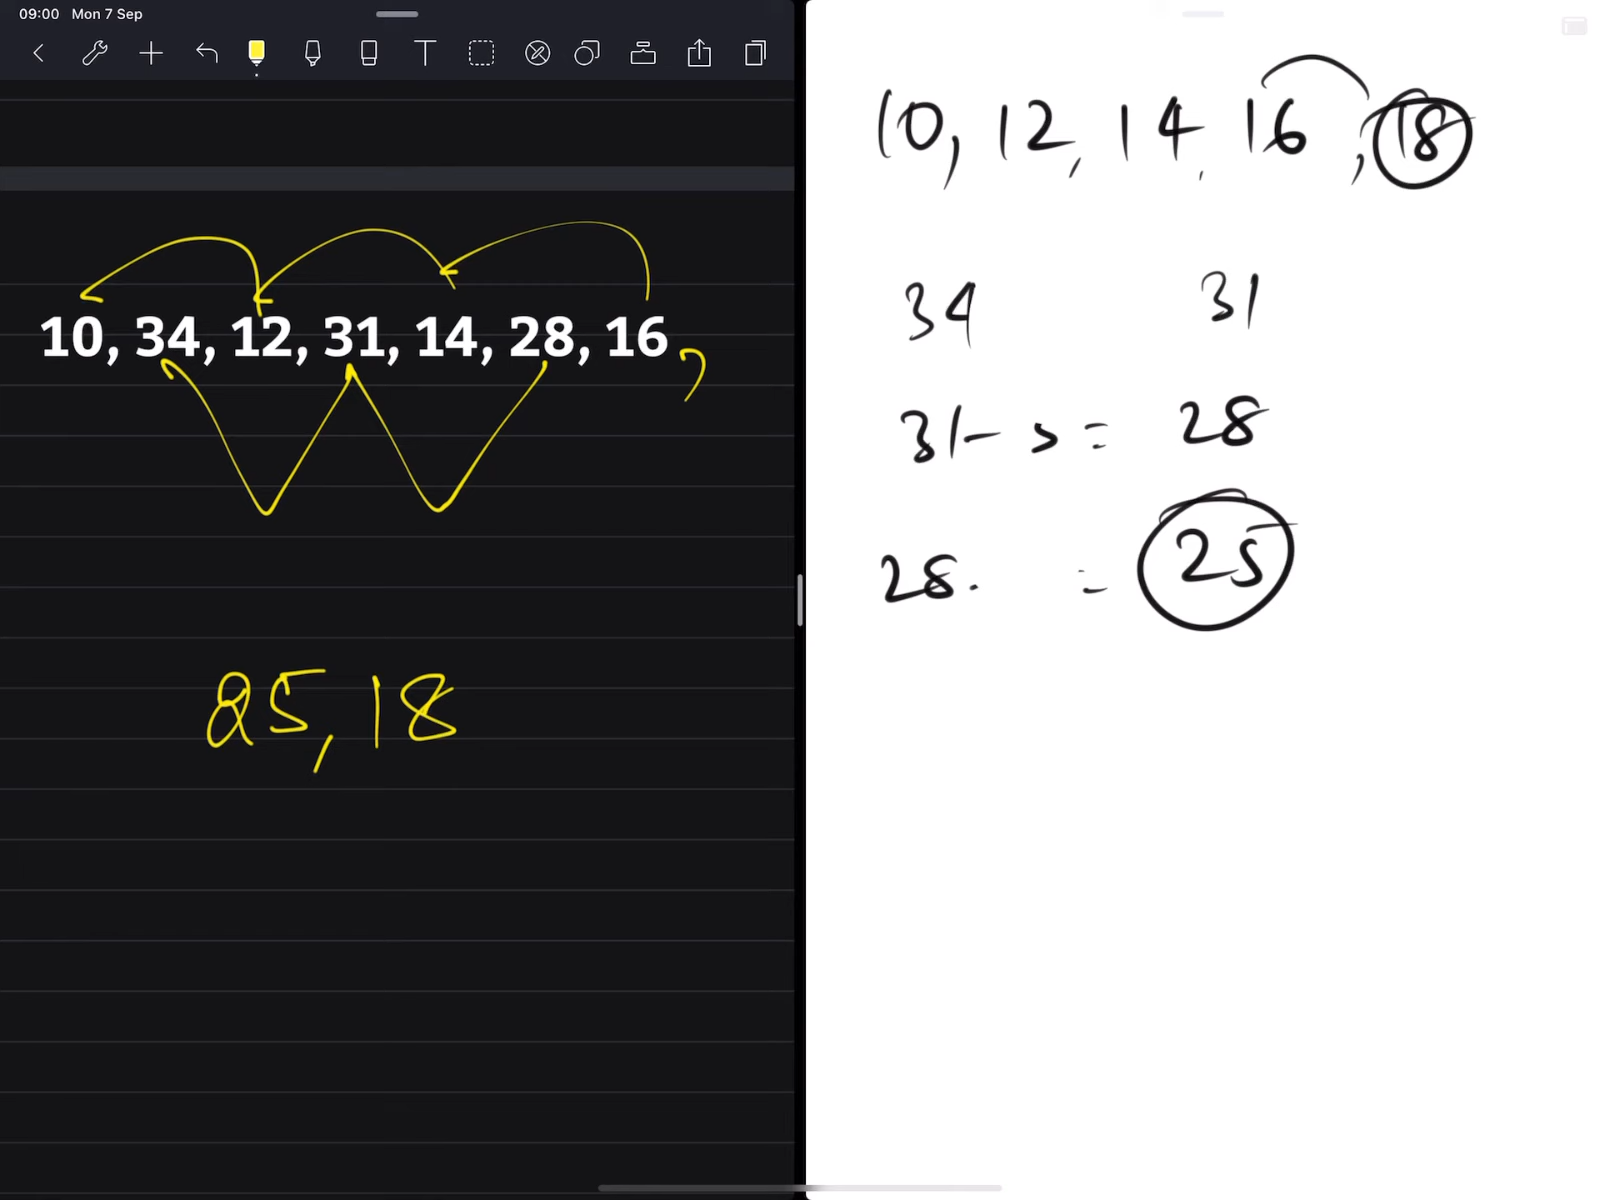 09:00 Mon 7 Sep
10, 34, 12, 31, 14, 28, 16,
25, 18
10, 12, 14, 16, 18
34 31
31- = 28
28. = 25